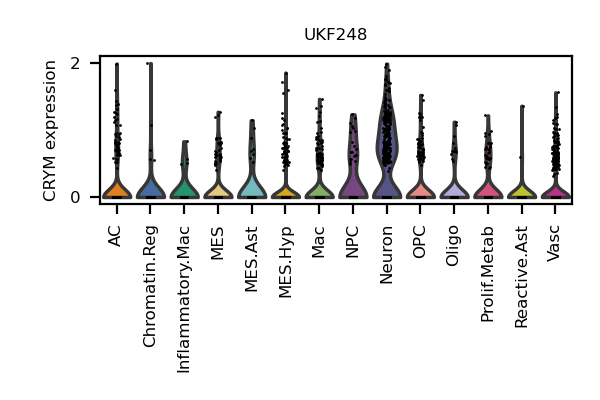 UKF248
CRYM expression
2
0
AC
Chromatin.Reg
Inflammatory.Mac
MES
MES.Ast
MES.Hyp
Mac
NPC
Neuron
OPC
Oligo
Prolif.Metab
Reactive.Ast
Vasc